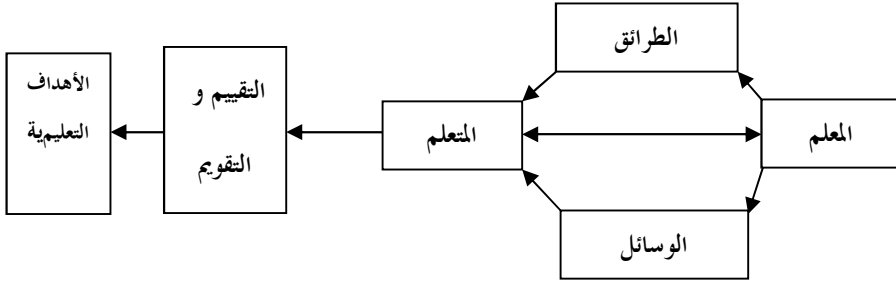 الطرائق
المعلم
المتعلم
الوسائل
التقييم و
التقويم
الأهداف
التعليمية